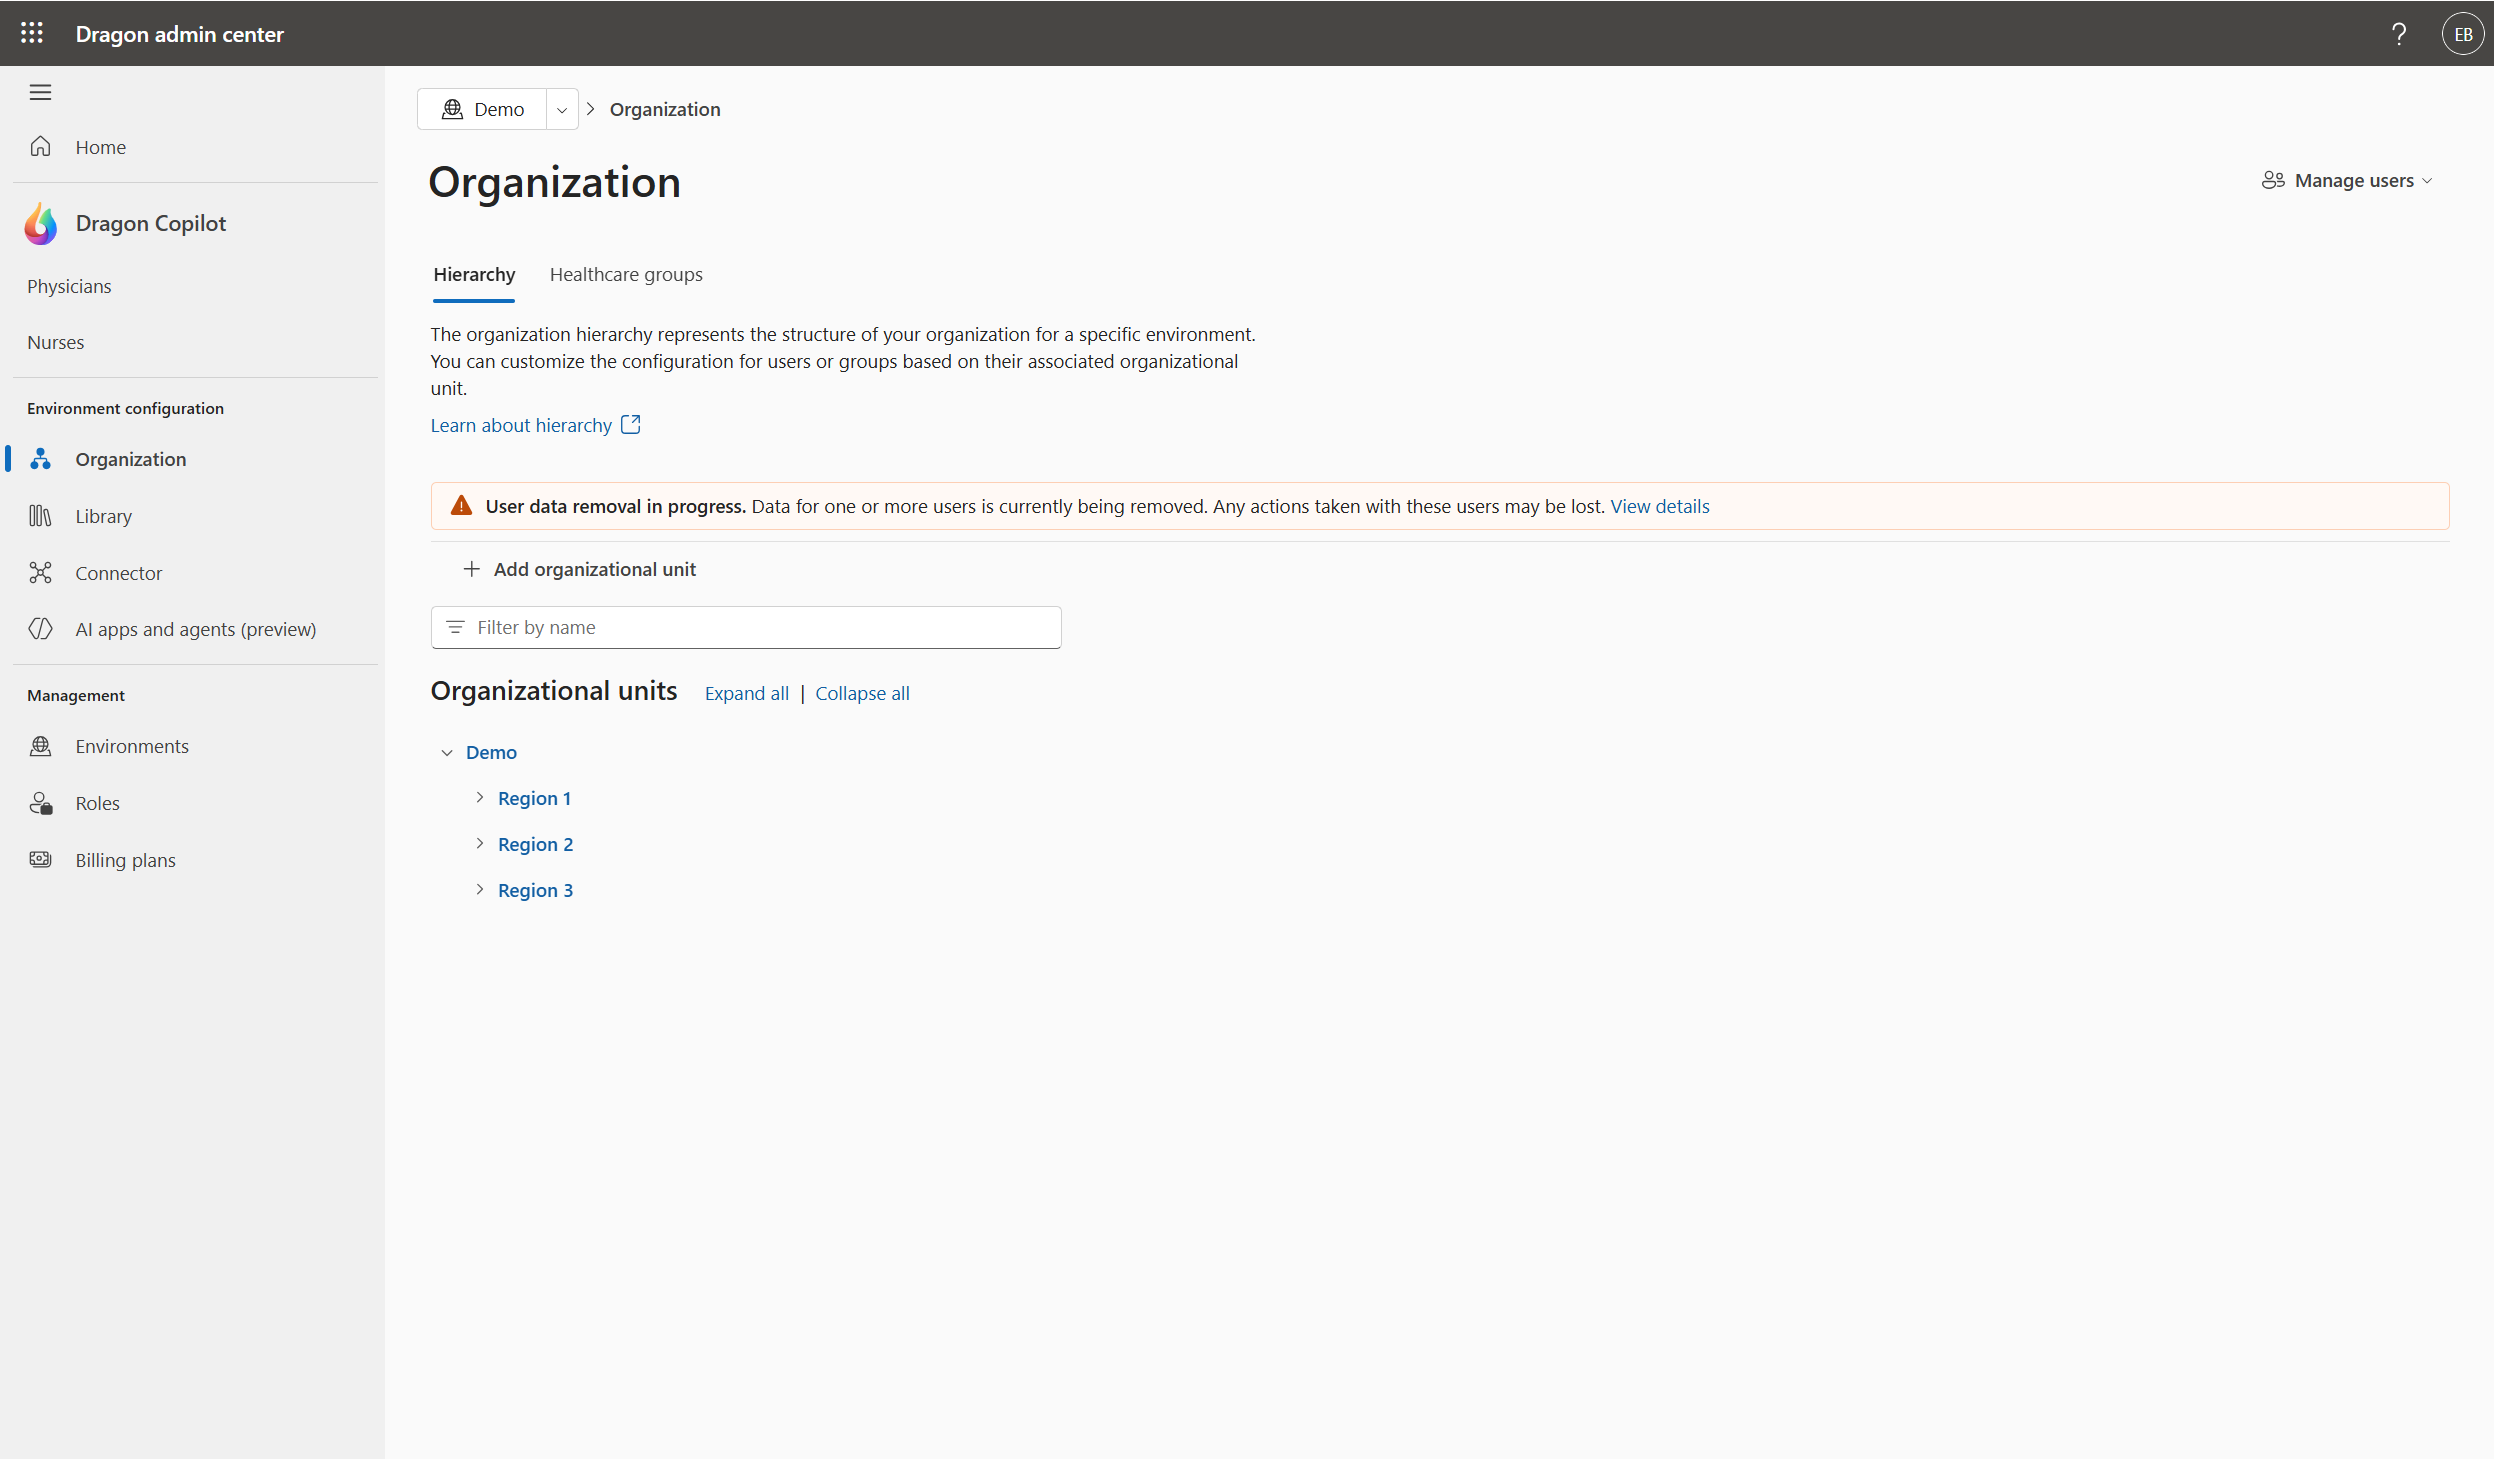 Dragon admin center
?
EB
Home
Dragon Copilot
Physicians
Nurses
Environment configuration
Organization
Library
Connector
AI apps and agents (preview)
Management
Environments
Roles
Billing plans
Demo
Organization
Organization
Manage users
Hierarchy
Healthcare groups
The organization hierarchy represents the structure of your organization for a specific environment.
You can customize the configuration for users or groups based on their associated organizational
unit.
Learn about hierarchy
User data removal in progress. Data for one or more users is currently being removed. Any actions taken with these users may be lost. View details
Add organizational unit
Filter by name
Organizational units
Expand all | Collapse all
Demo
Region 1
Region 2
Region 3